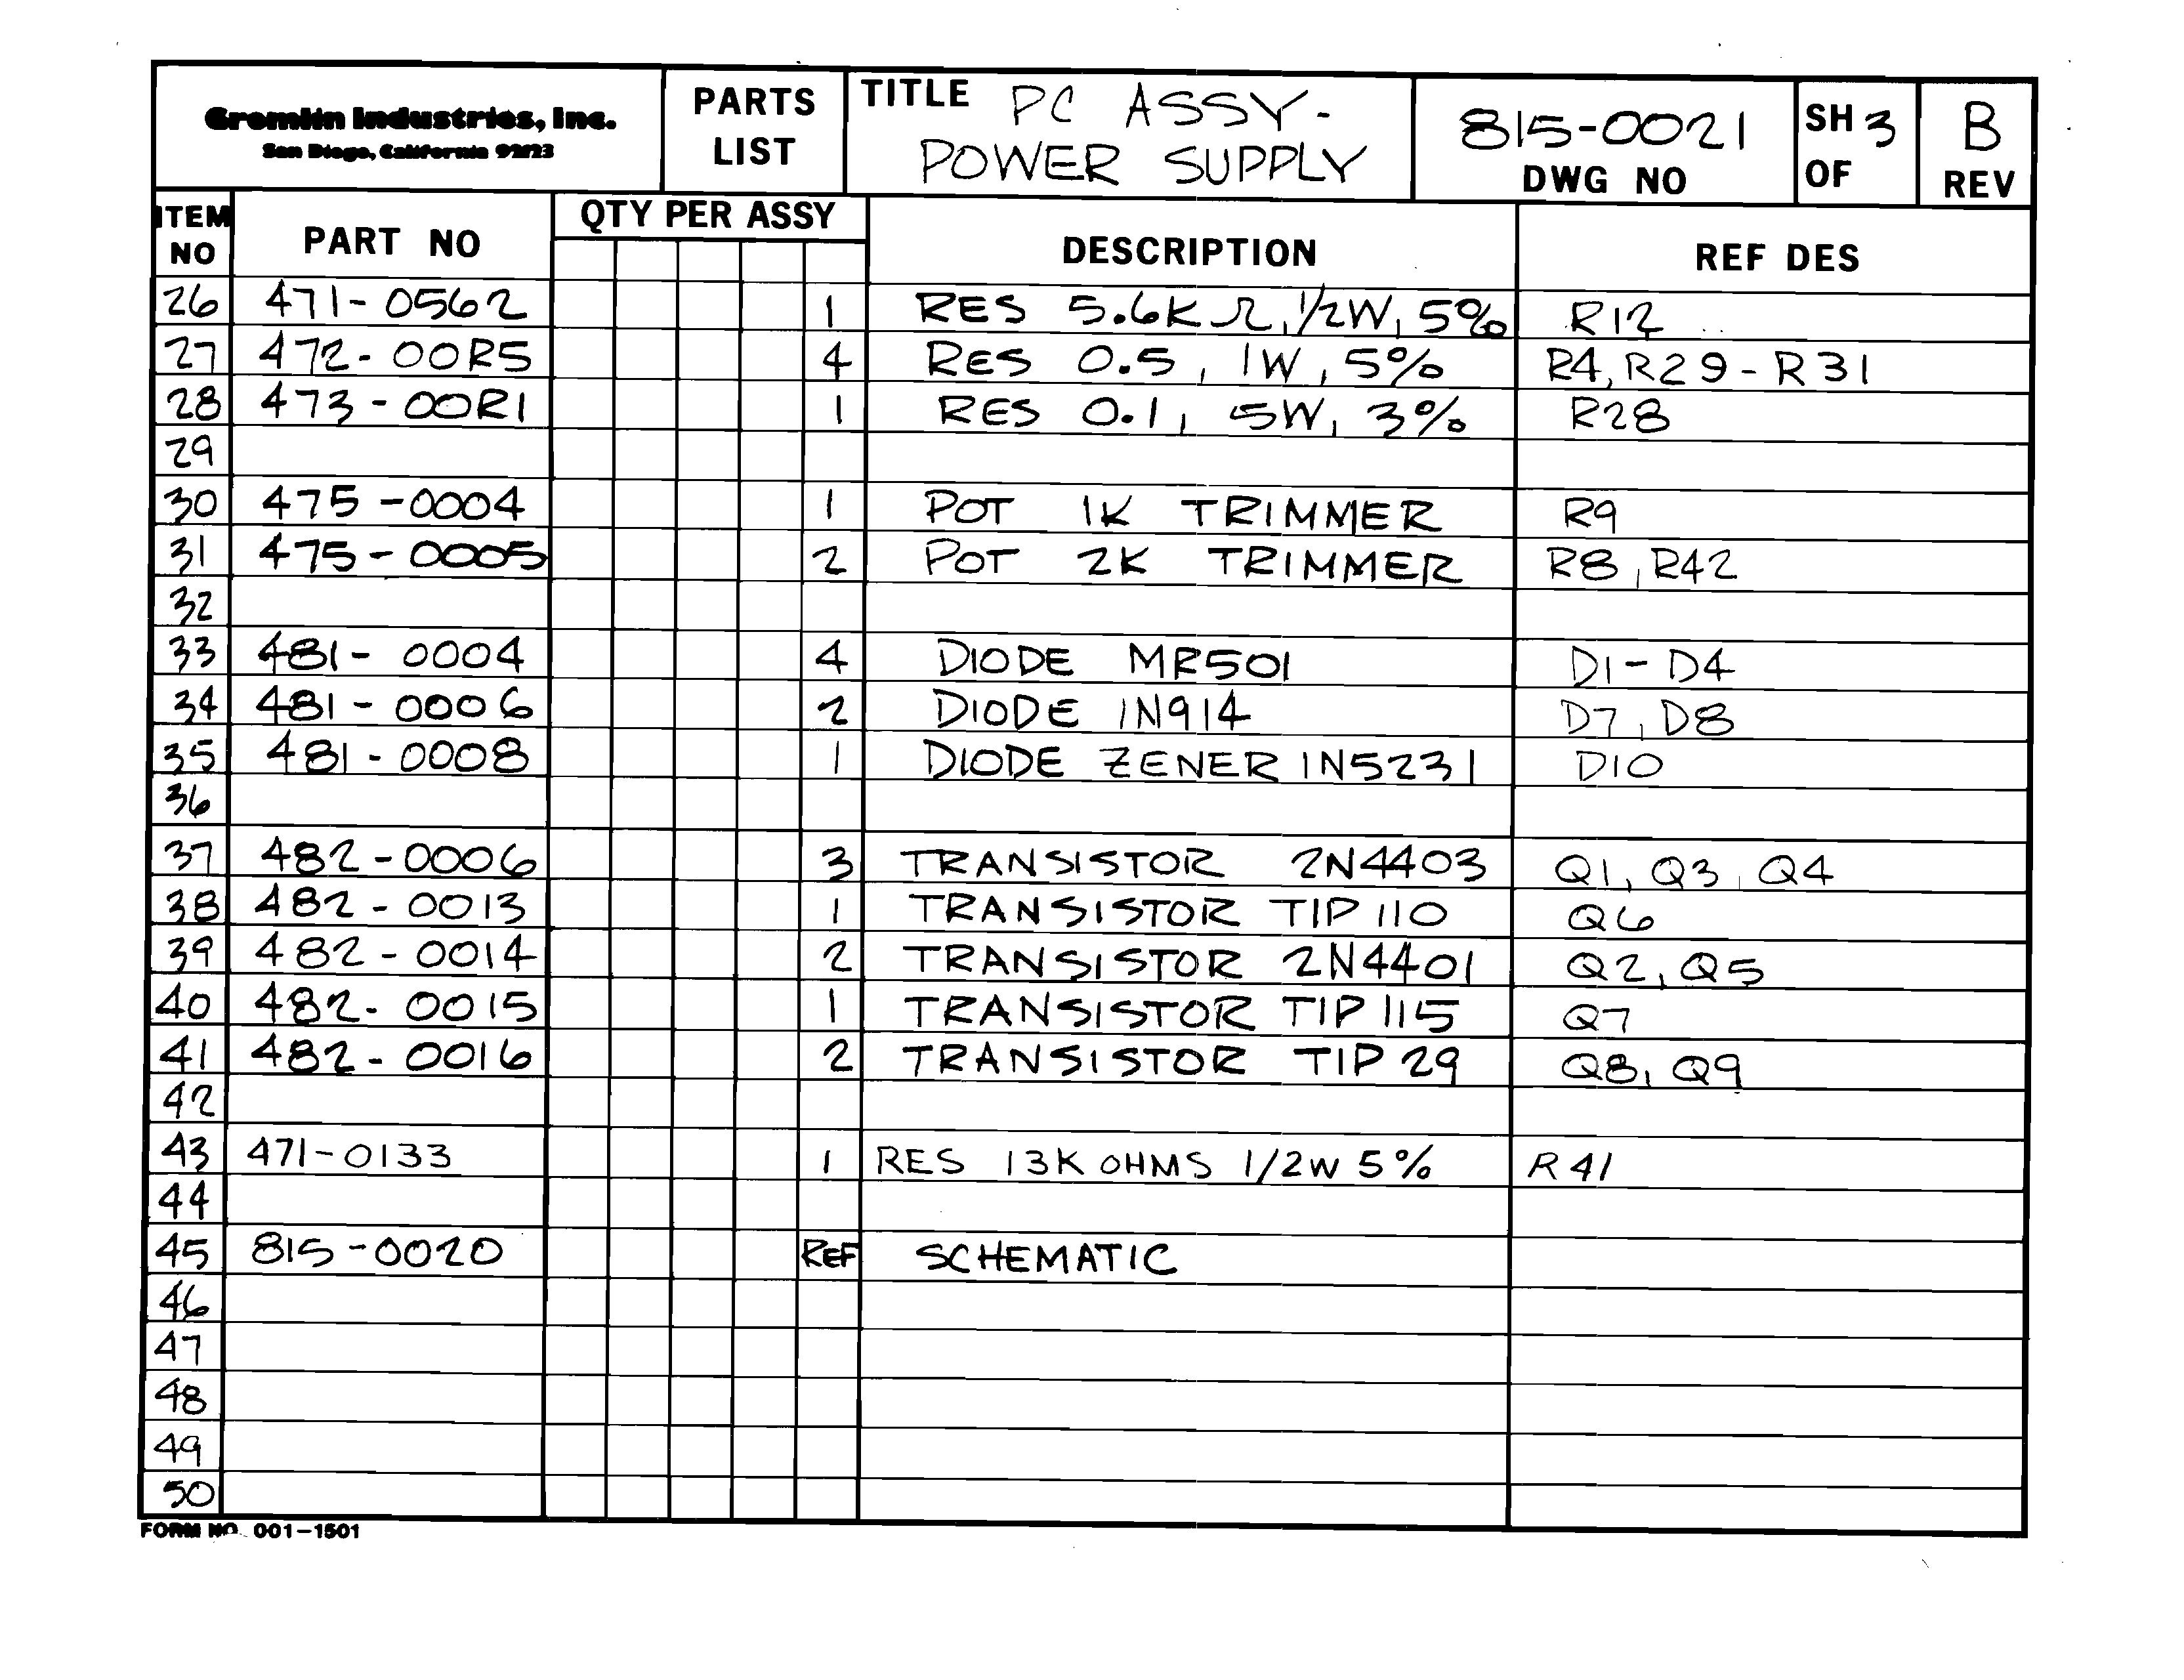 Gremlin Industries, Inc.
San Diego, California 92123
PARTS LIST
TITLE PC ASSY- POWER SUPPLY
815-0021 DWG NO
SH 3 OF
B REV
ITEM NO PART NO QTY PER ASSY DESCRIPTION REF DES
26 471-0562 1 RES 5.6K Ω, 1/2W, 5% R12
27 472-00R5 4 RES 0.5, 1W, 5% R4, R29-R31
28 473-00R1 1 RES 0.1, 5W, 3% R28
29
30 475-0004 1 POT 1K TRIMMER R9
31 475-0005 2 POT 2K TRIMMER R8, R42
32
33 481-0004 4 DIODE MR501 D1-D4
34 481-0006 2 DIODE 1N914 D7, D8
35 481-0008 1 DIODE ZENER 1N5231 D10
36
37 482-0006 3 TRANSISTOR 2N4403 Q1, Q3, Q4
38 482-0013 1 TRANSISTOR TIP 110 Q6
39 482-0014 2 TRANSISTOR 2N4401 Q2, Q5
40 482-0015 1 TRANSISTOR TIP 115 Q7
41 482-0016 2 TRANSISTOR TIP 29 Q8, Q9
42
43 471-0133 1 RES 13K OHMS 1/2W 5% R41
44
45 815-0020 REF SCHEMATIC
46
47
48
49
50
FORM NO. 001-1501